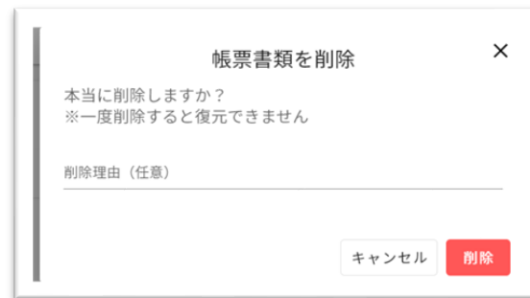 帳票書類を削除
本当に削除しますか？
※一度削除すると復元できません
削除理由（任意）
キャンセル
削除